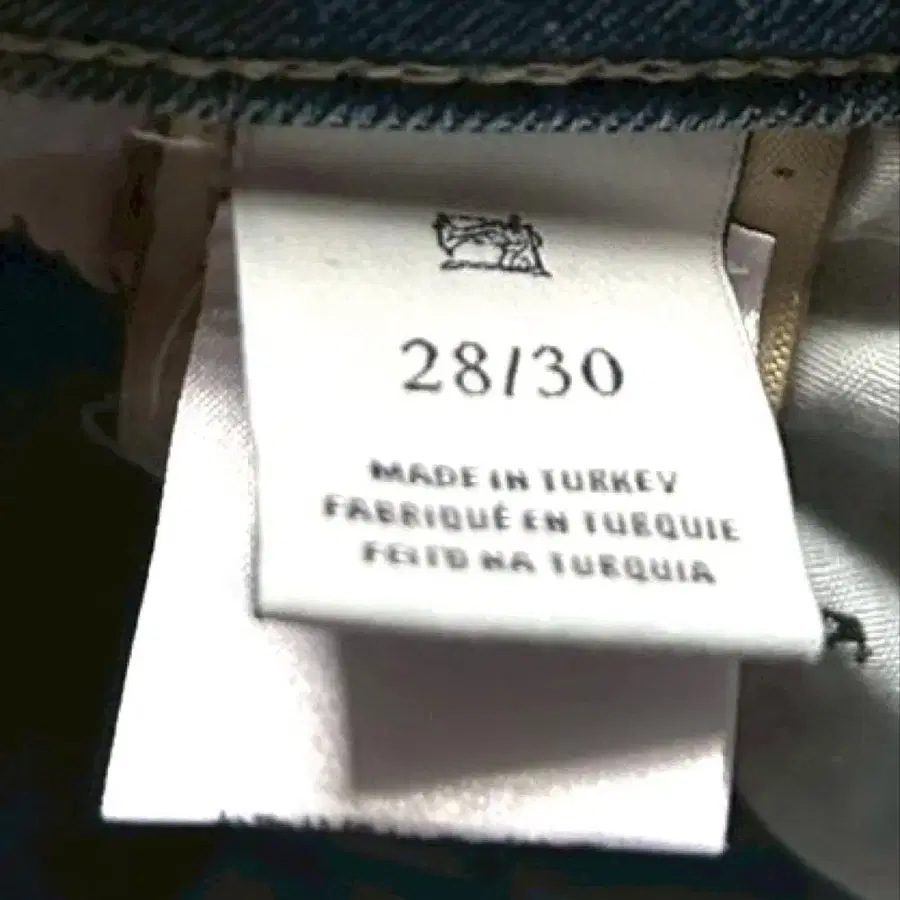 28/30
MADE IN TURKEY
FABRIQUÉ EN TURQUIE
FEITO NA TURQUIA